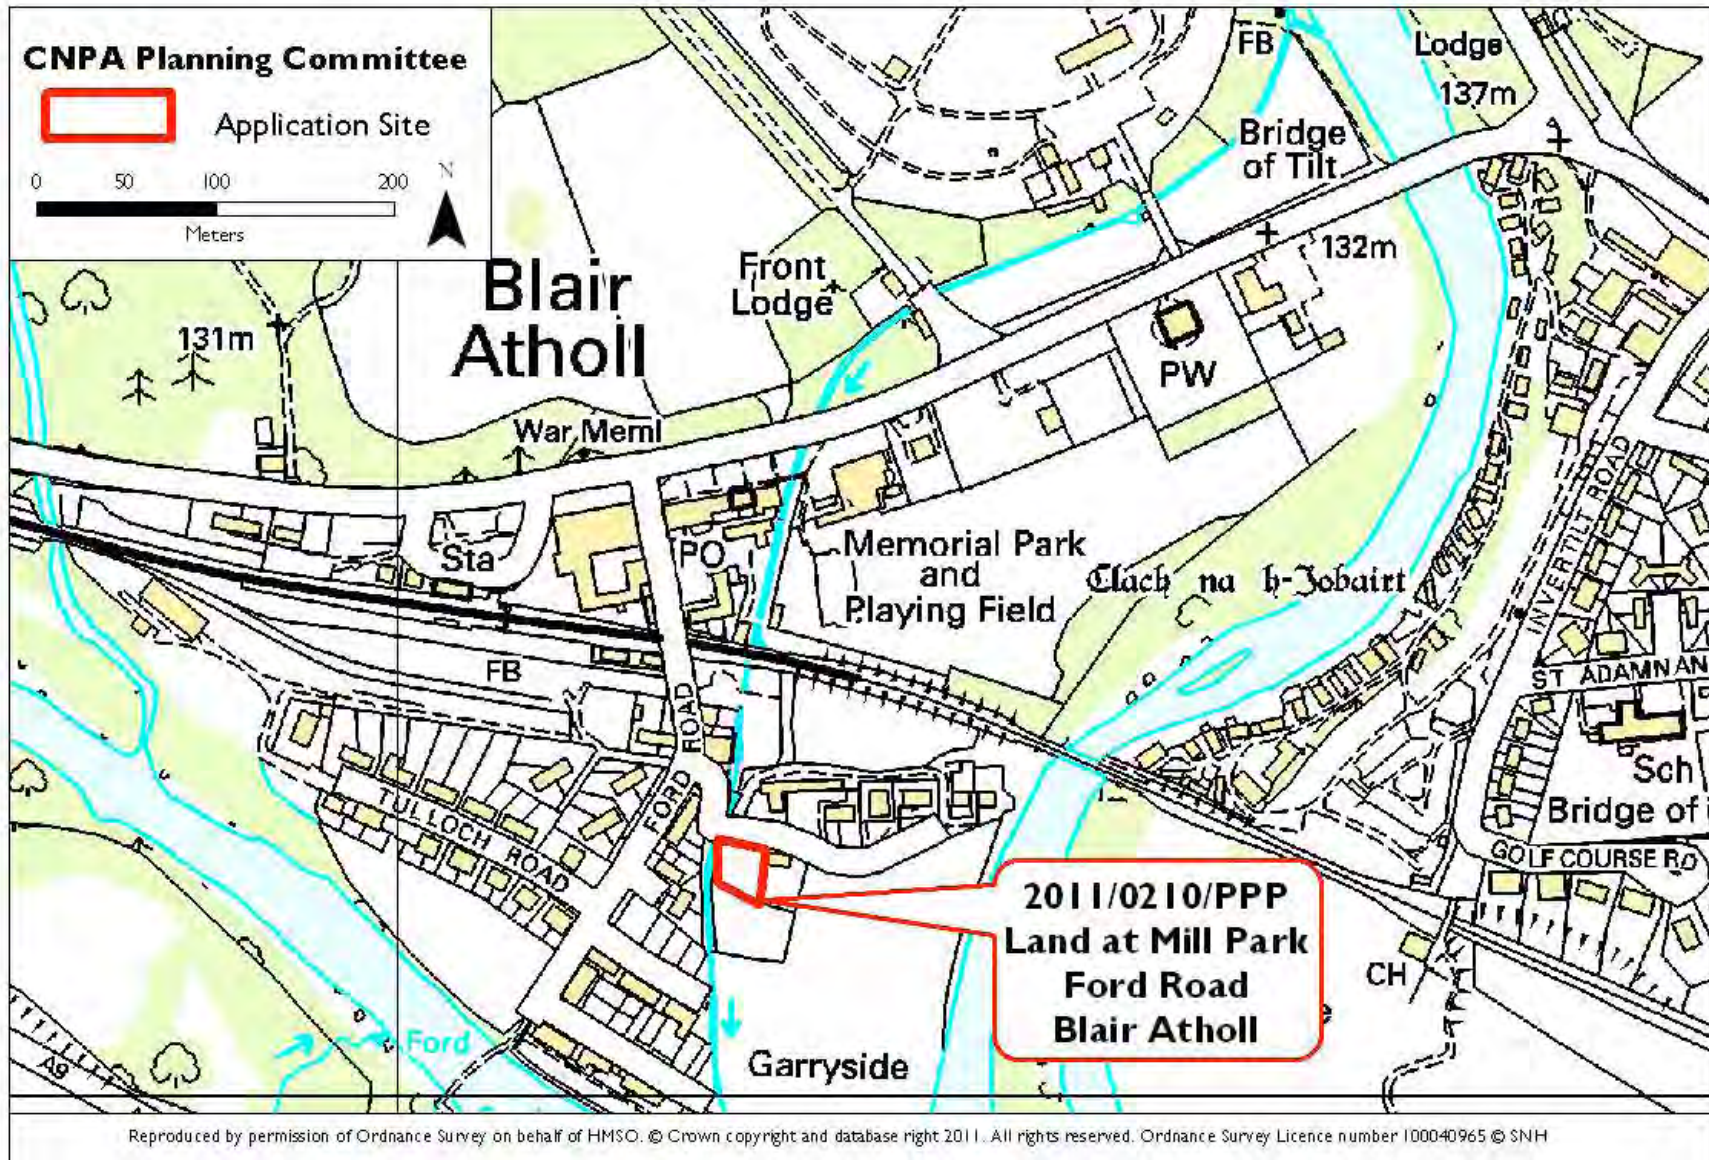 CNPA Planning Committee
Application Site
0 50 100 200
N
Meters
FB
Lodge
137m
Bridge
of Tilt
132m
Blair
Atholl
Front
Lodge
131m
PW
War Meml
Sta
PO
Memorial Park
and
Playing Field
Clach na h-Iobairt
INVERTILT ROAD
ST ADAMNAN
FB
ROAD
FORD
TULLOCH ROAD
Sch
Bridge of
GOLF COURSE RO
2011/0210/PPP
Land at Mill Park
Ford Road
Blair Atholl
CH
Ford
A9
Garryside
Reproduced by permission of Ordnance Survey on behalf of HMSO. © Crown copyright and database right 2011. All rights reserved. Ordnance Survey Licence number 100040965 © SNH